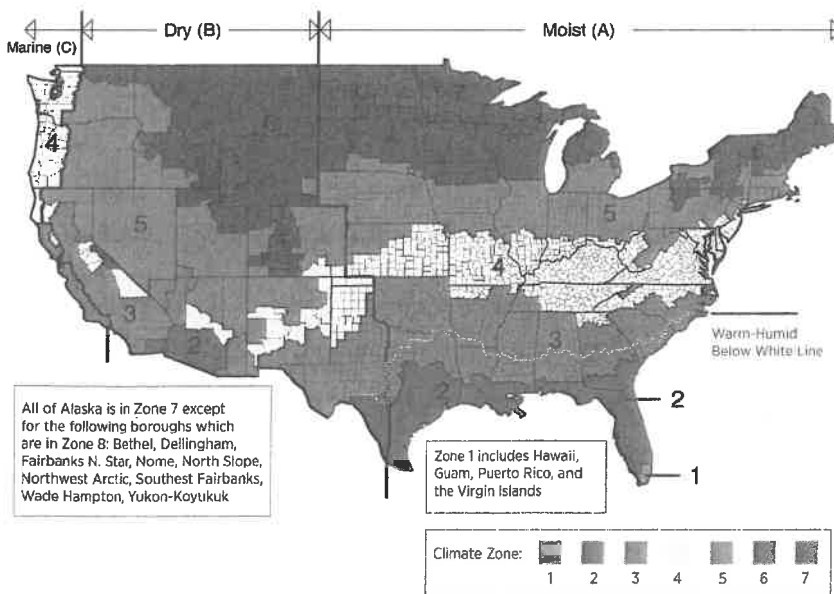 Dry (B)
Moist (A)
Marine (C)
6
4
5
5
6
4
3
3
2
2
Warm-Humid
Below White Line
2
1
All of Alaska is in Zone 7 except
for the following boroughs which
are in Zone 8: Bethel, Dellingham,
Fairbanks N. Star, Nome, North Slope,
Northwest Arctic, Southest Fairbanks,
Wade Hampton, Yukon-Koyukuk
Zone 1 includes Hawaii,
Guam, Puerto Rico, and
the Virgin Islands
Climate Zone:
1 2 3 4 5 6 7